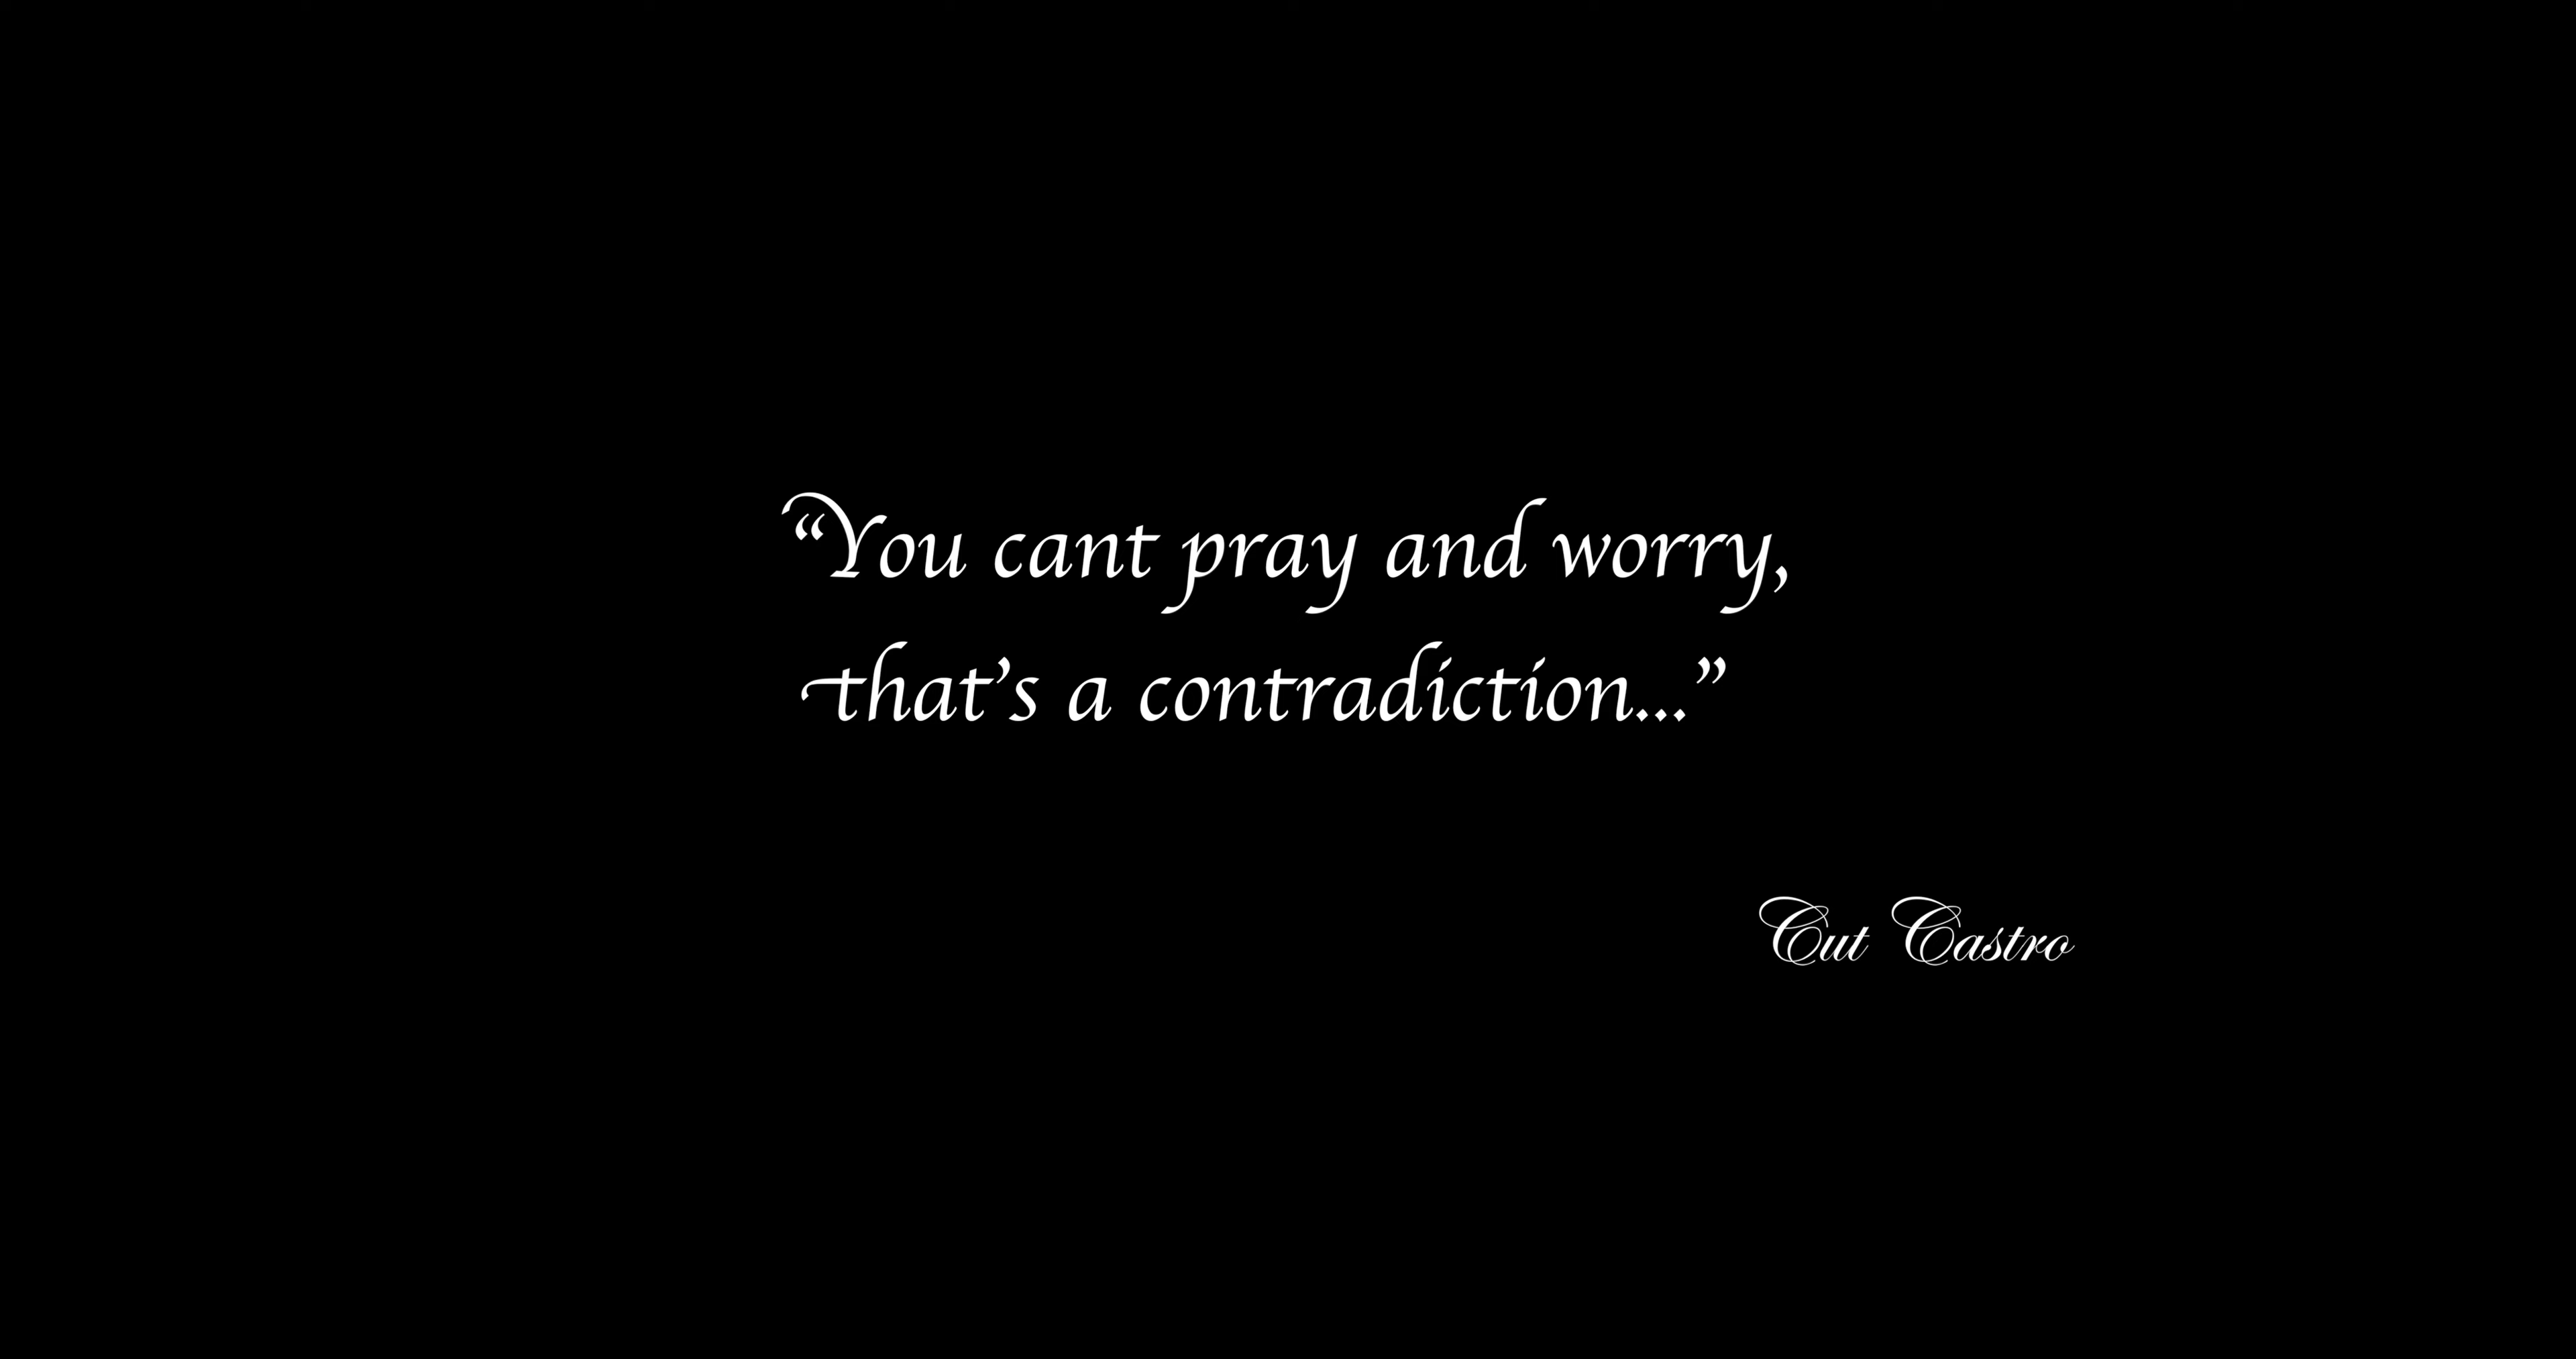 “You cant pray and worry,
that’s a contradiction...”
Cut Castro